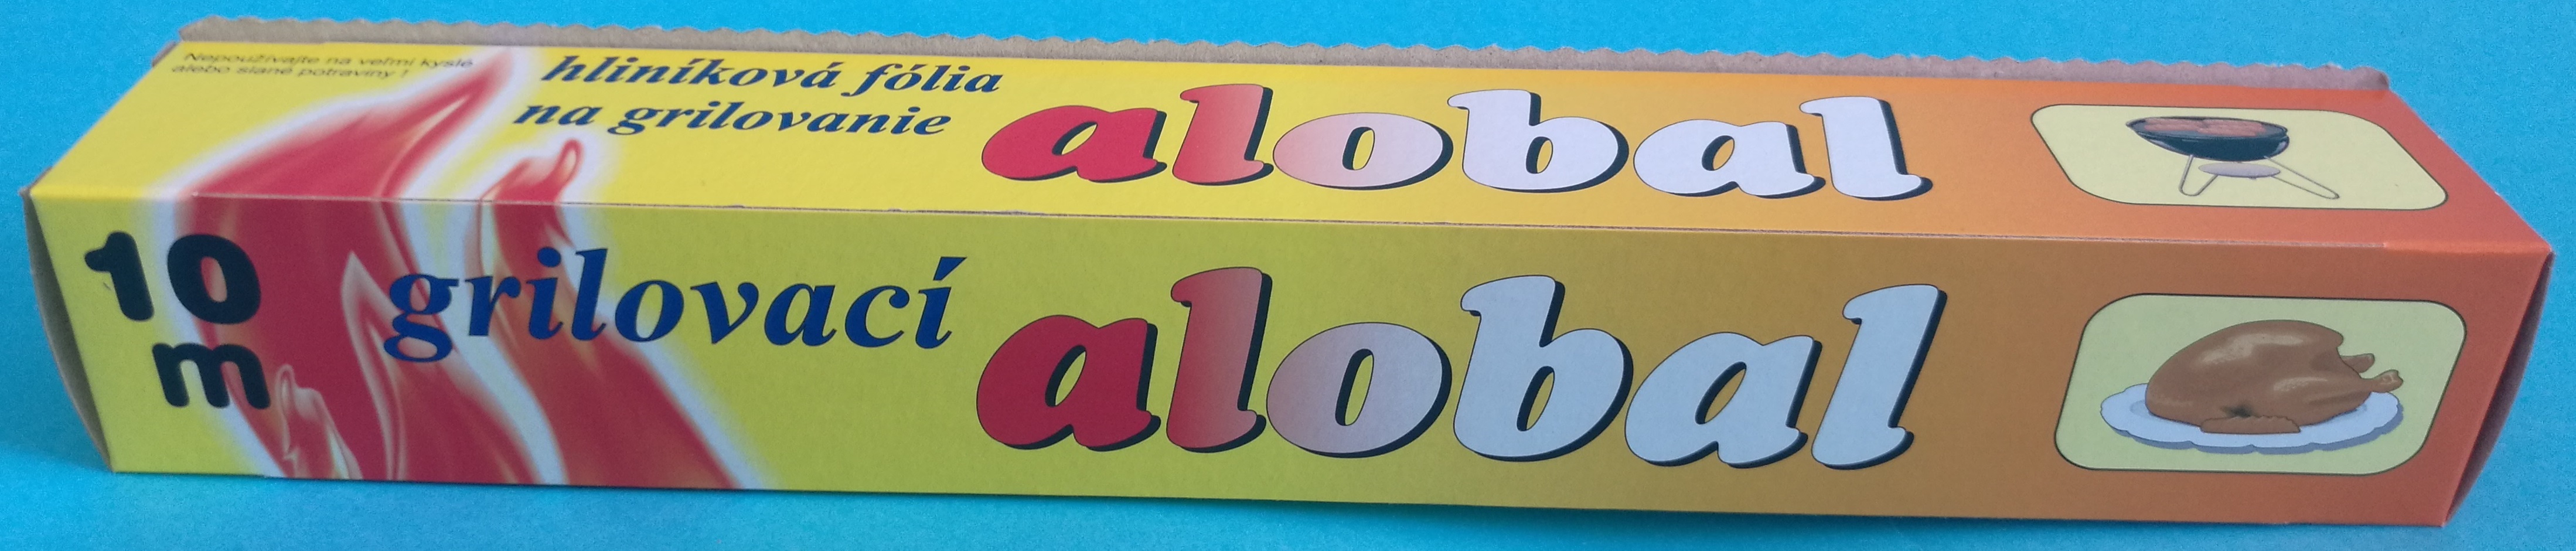 Nepoužívajte na veľmi kyslé
alebo slané potraviny !
hliníková fólia
na grilovanie
alobal
10
m
grilovací
alobal